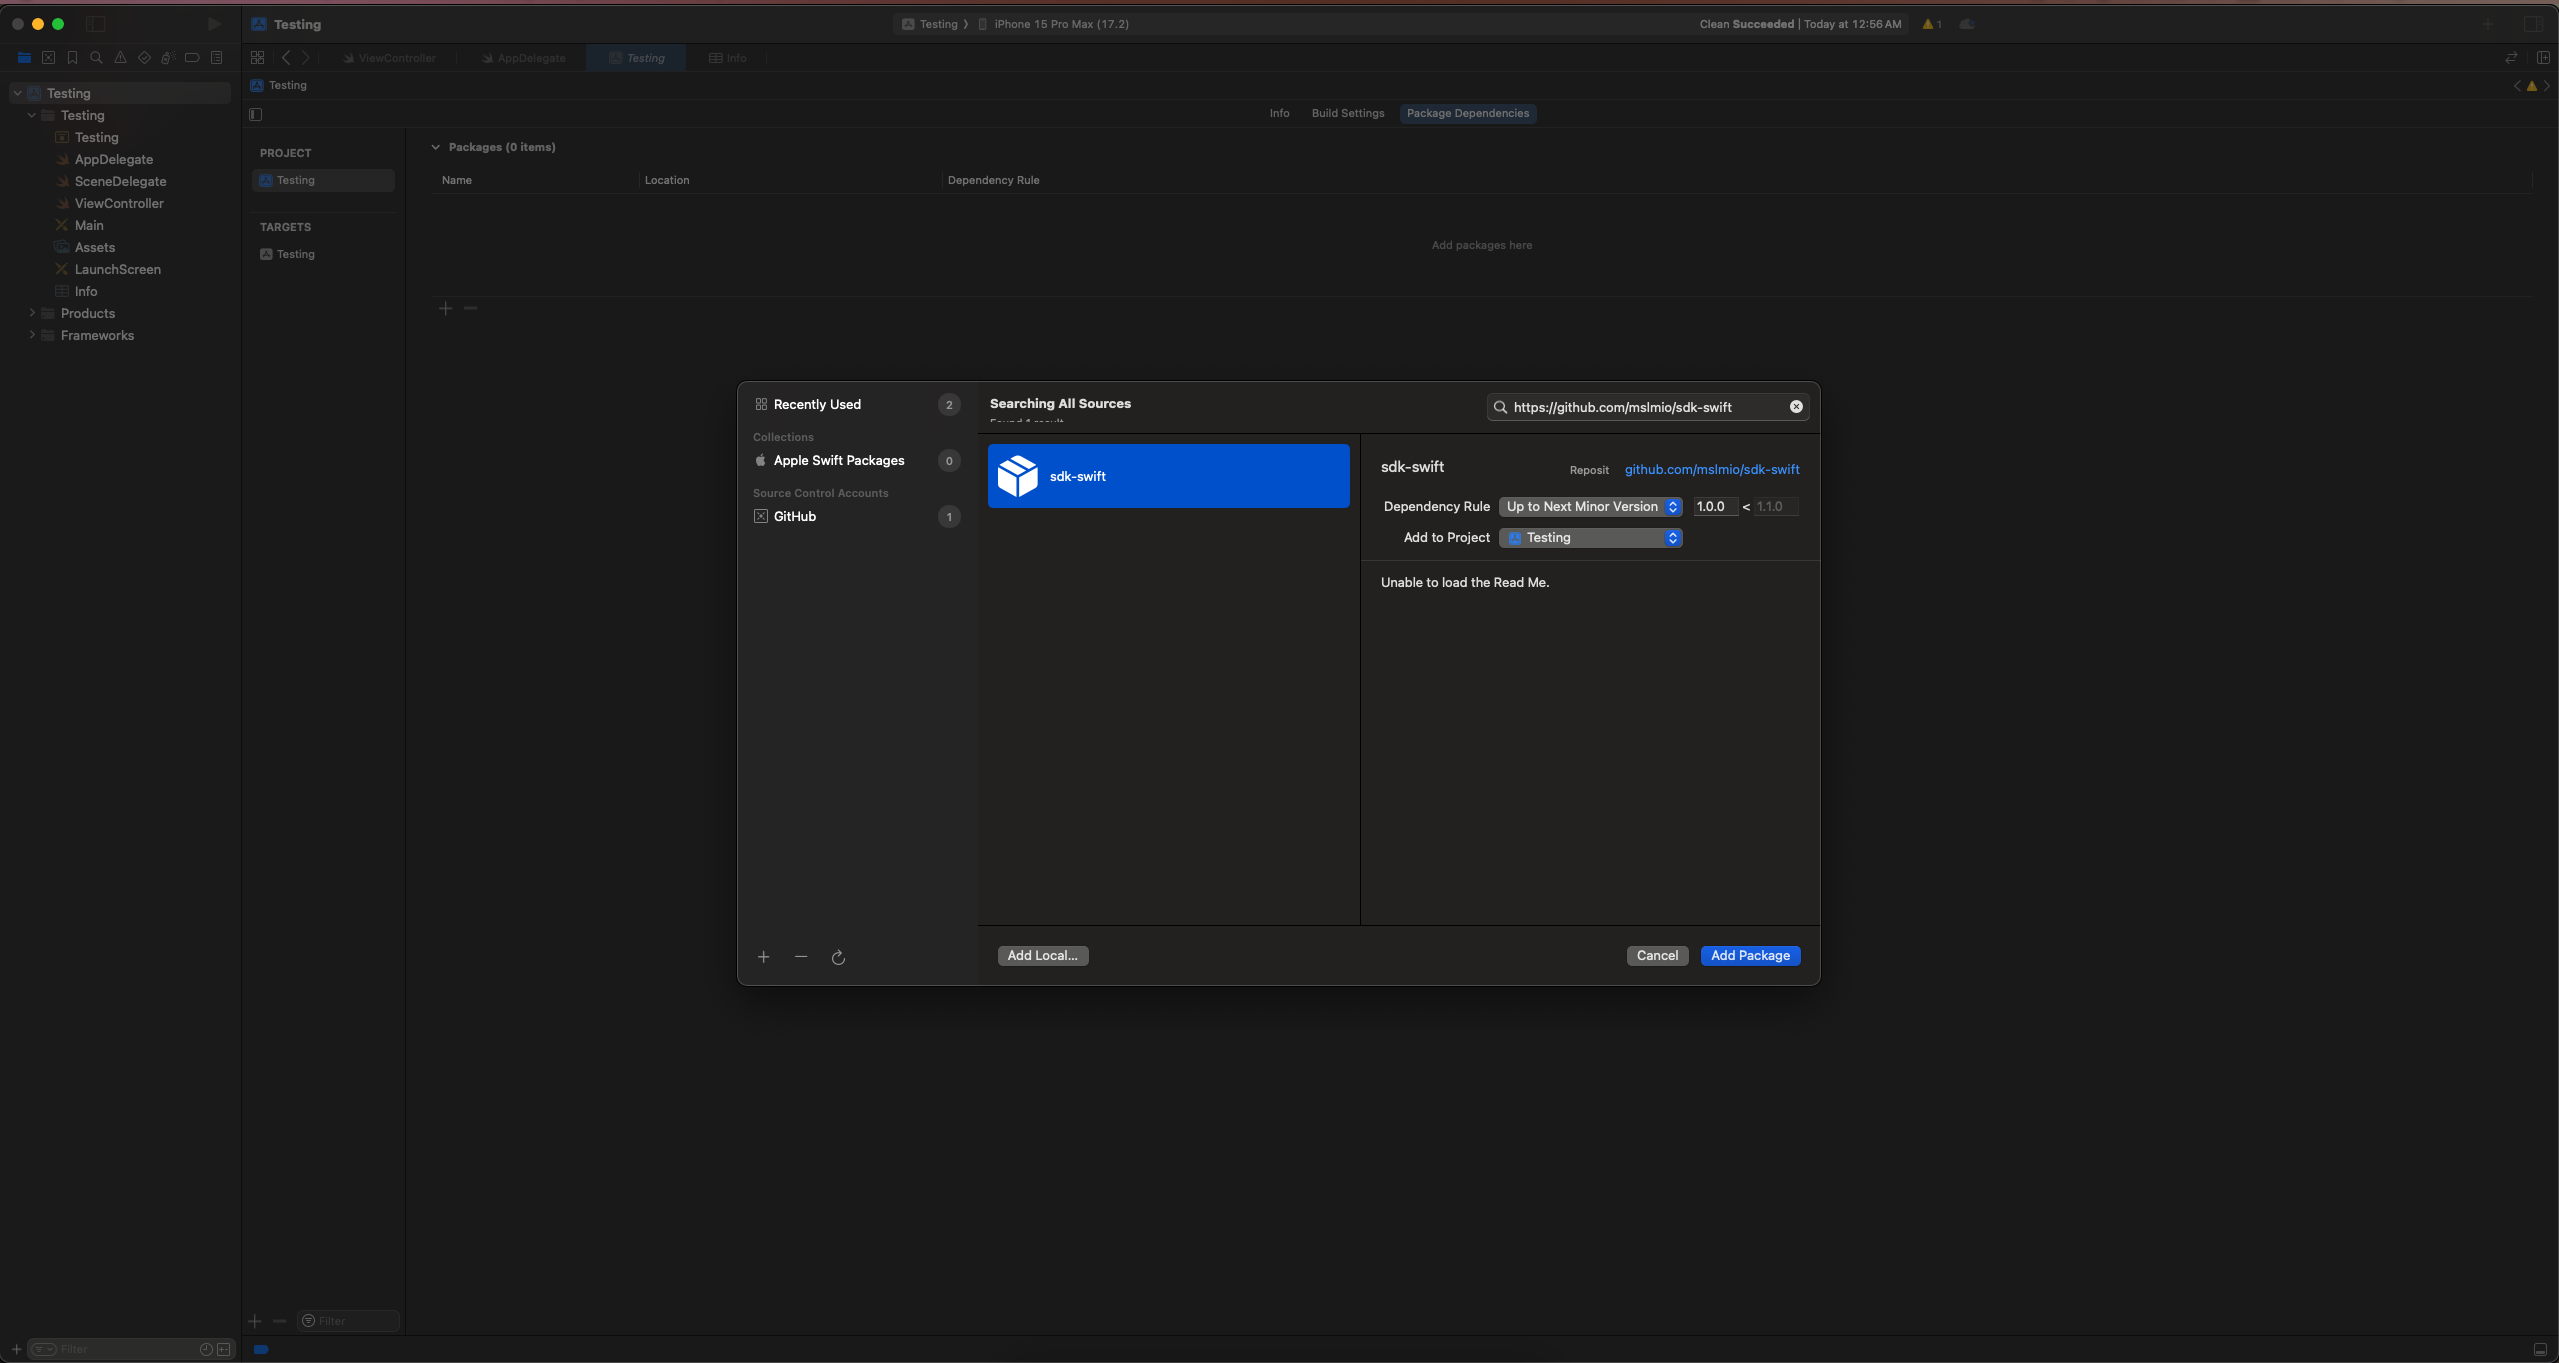 Testing
Testing 〉 iPhone 15 Pro Max (17.2)
Clean Succeeded | Today at 12:56 AM
1
ViewController
AppDelegate
Testing
Info
Testing
Testing
Testing
Testing
AppDelegate
SceneDelegate
ViewController
Main
Assets
LaunchScreen
Info
Products
Frameworks
Filter
Info
Build Settings
Package Dependencies
PROJECT
Testing
TARGETS
Testing
Filter
Packages (0 items)
Name
Location
Dependency Rule
Add packages here
Recently Used 2
Collections
Apple Swift Packages 0
Source Control Accounts
GitHub 1
Searching All Sources
Found 1 result
https://github.com/mslmio/sdk-swift
sdk-swift
sdk-swift
Reposit github.com/mslmio/sdk-swift
Dependency Rule Up to Next Minor Version 1.0.0 < 1.1.0
Add to Project Testing
Unable to load the Read Me.
Add Local...
Cancel
Add Package